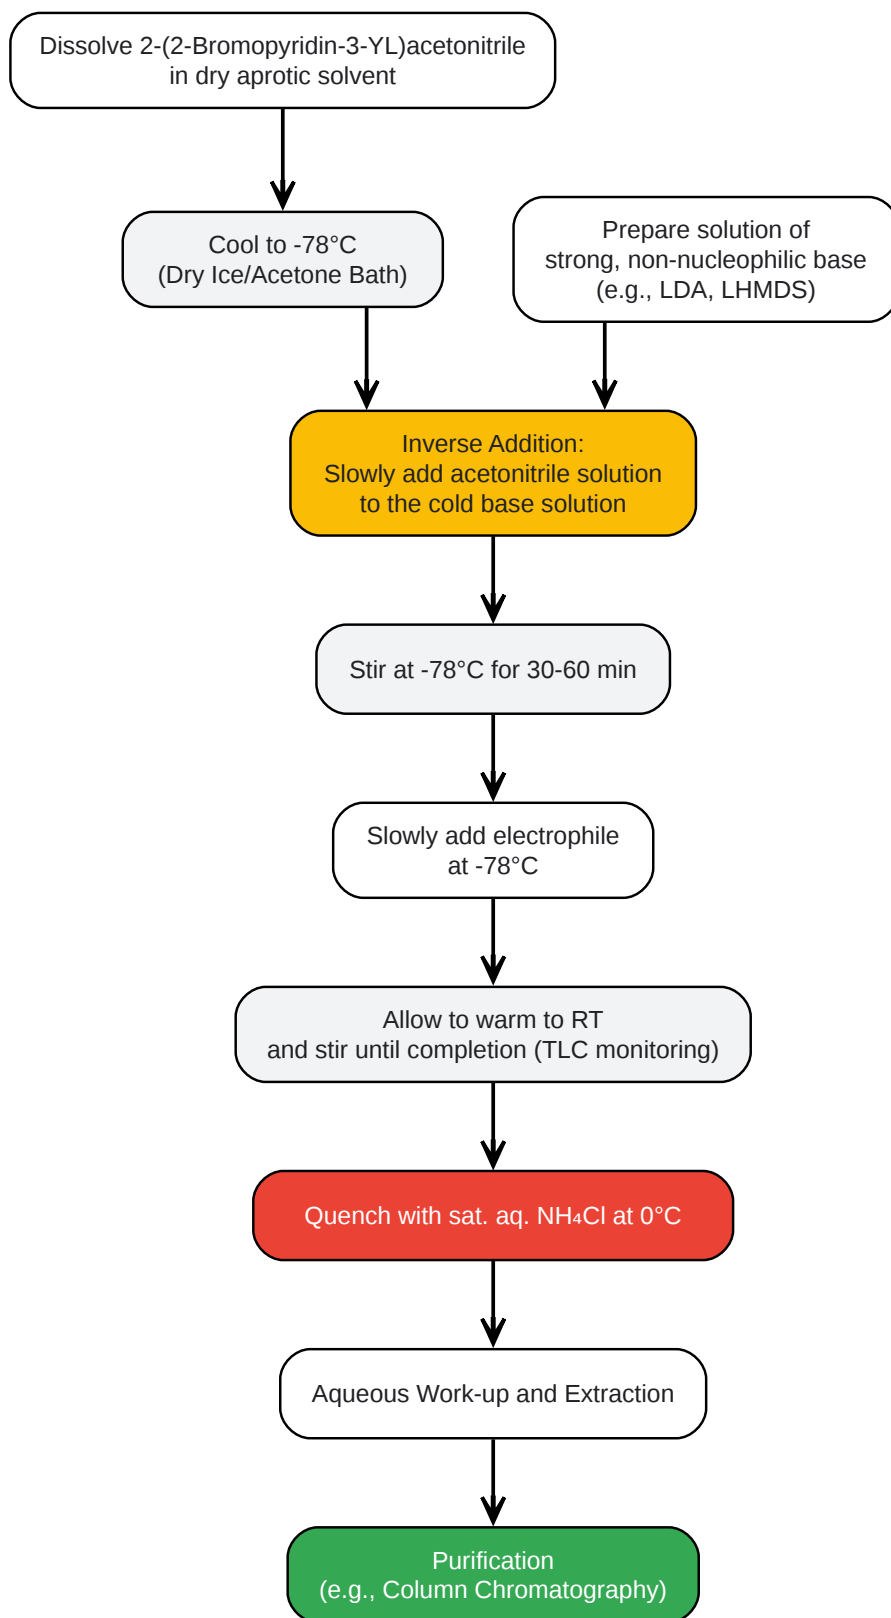 Dissolve 2-(2-Bromopyridin-3-YL)acetonitrile
in dry aprotic solvent
Cool to -78°C
(Dry Ice/Acetone Bath)
Prepare solution of
strong, non-nucleophilic base
(e.g., LDA, LHMDS)
Inverse Addition:
Slowly add acetonitrile solution
to the cold base solution
Stir at -78°C for 30-60 min
Slowly add electrophile
at -78°C
Allow to warm to RT
and stir until completion (TLC monitoring)
Quench with sat. aq. NH₄Cl at 0°C
Aqueous Work-up and Extraction
Purification
(e.g., Column Chromatography)